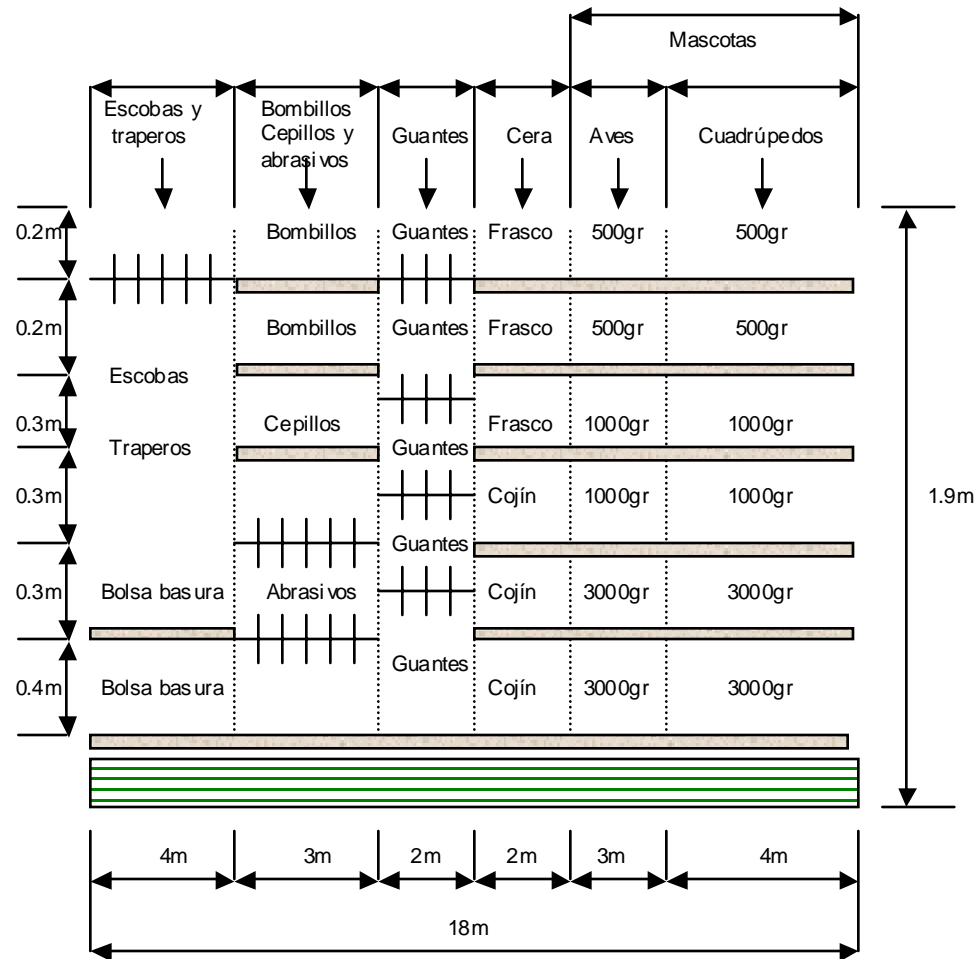 Mascotas
Escobas y
traperos
Bombillos
Cepillos y
abrasivos
Guantes
Cera
Aves
Cuadrúpedos
0.2m
Bombillos
Guantes
Frasco
500gr
500gr
0.2m
Bombillos
Guantes
Frasco
500gr
500gr
Escobas
0.3m
Cepillos
Frasco
1000gr
1000gr
Traperos
Guantes
0.3m
Cojín
1000gr
1000gr
1.9m
Guantes
0.3m
Bolsa basura
Abrasivos
Cojín
3000gr
3000gr
Guantes
0.4m
Bolsa basura
Cojín
3000gr
3000gr
4m
3m
2m
2m
3m
4m
18m